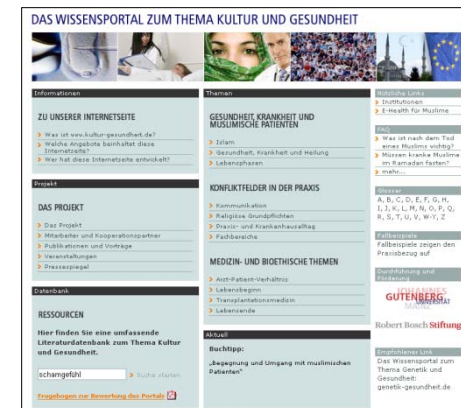 DAS WISSENSPORTAL ZUM THEMA KULTUR UND GESUNDHEIT
Informationen
ZU UNSERER INTERNETSEITE
Was ist www.kultur-gesundheit.de?
Welche Angebote beinhaltet diese
Internetseite?
Wer hat diese Internetseite entwickelt?
Projekt
DAS PROJEKT
Das Projekt
Mitarbeiter und Kooperationspartner
Publikationen und Vorträge
Veranstaltungen
Pressespiegel
Datenbank
RESSOURCEN
Hier finden Sie eine umfassende
Literaturdatenbank zum Thema Kultur
und Gesundheit.
schamgefühl
Suche starten
Fragebogen zur Bewertung des Portals
Themen
GESUNDHEIT, KRANKHEIT UND
MUSLIMISCHE PATIENTEN
Islam
Gesundheit, Krankheit und Heilung
Lebensphasen
KONFLIKTFELDER IN DER PRAXIS
Kommunikation
Religiöse Grundpflichten
Praxis- und Krankenhausalltag
Fachbereiche
MEDIZIN- UND BIOETHISCHE THEMEN
Arzt-Patient-Verhältnis
Lebensbeginn
Transplantationsmedizin
Lebensende
Aktuell
Buchtipp:
„Begegnung und Umgang mit muslimischen
Patienten"
Nützliche Links
Institutionen
E-Health für Muslime
FAQ
Was ist nach dem Tod
eines Muslims wichtig?
Müssen kranke Muslime
im Ramadan fasten?
mehr...
Glossar
A, B, C, D, E, F, G, H,
I, J, K, L, M, N, O, P, Q,
R, S, T, U, V, W-Y, Z
Fallbeispiele
Fallbeispiele zeigen den
Praxisbezug auf
Durchführung und
Förderung
JOHANNES
GUTENBERG
UNIVERSITÄT
MAINZ
Robert Bosch Stiftung
Empfohlener Link
Das Wissensportal zum
Thema Genetik und
Gesundheit:
genetik-gesundheit.de